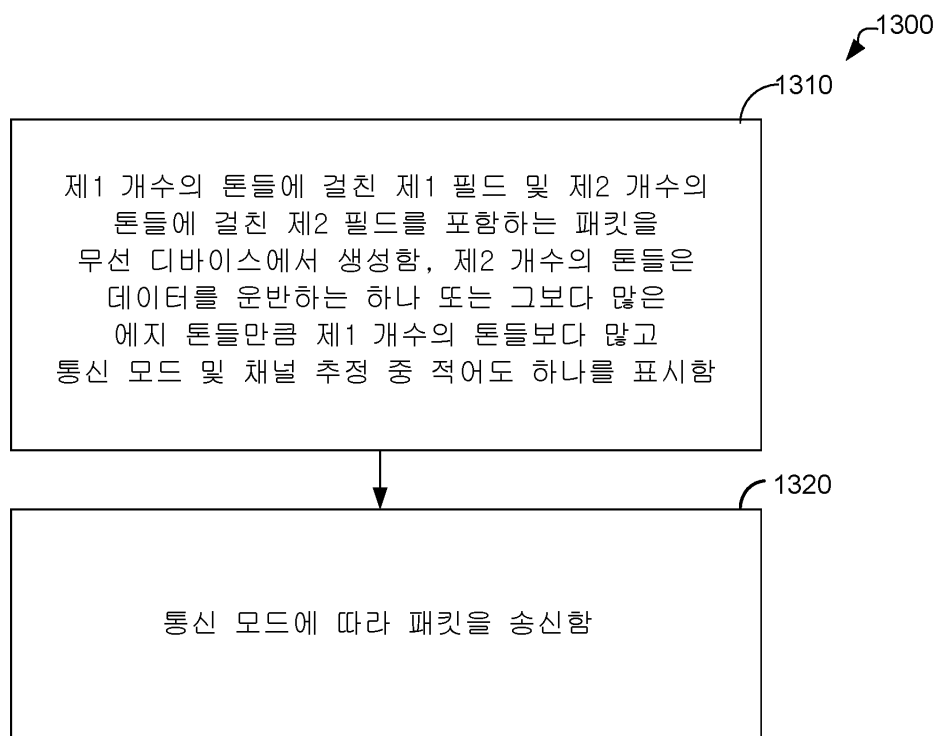 1300
1310
제1 개수의 톤들에 걸친 제1 필드 및 제2 개수의
톤들에 걸친 제2 필드를 포함하는 패킷을
무선 디바이스에서 생성함, 제2 개수의 톤들은
데이터를 운반하는 하나 또는 그보다 많은
에지 톤들만큼 제1 개수의 톤들보다 많고
통신 모드 및 채널 추정 중 적어도 하나를 표시함
1320
통신 모드에 따라 패킷을 송신함